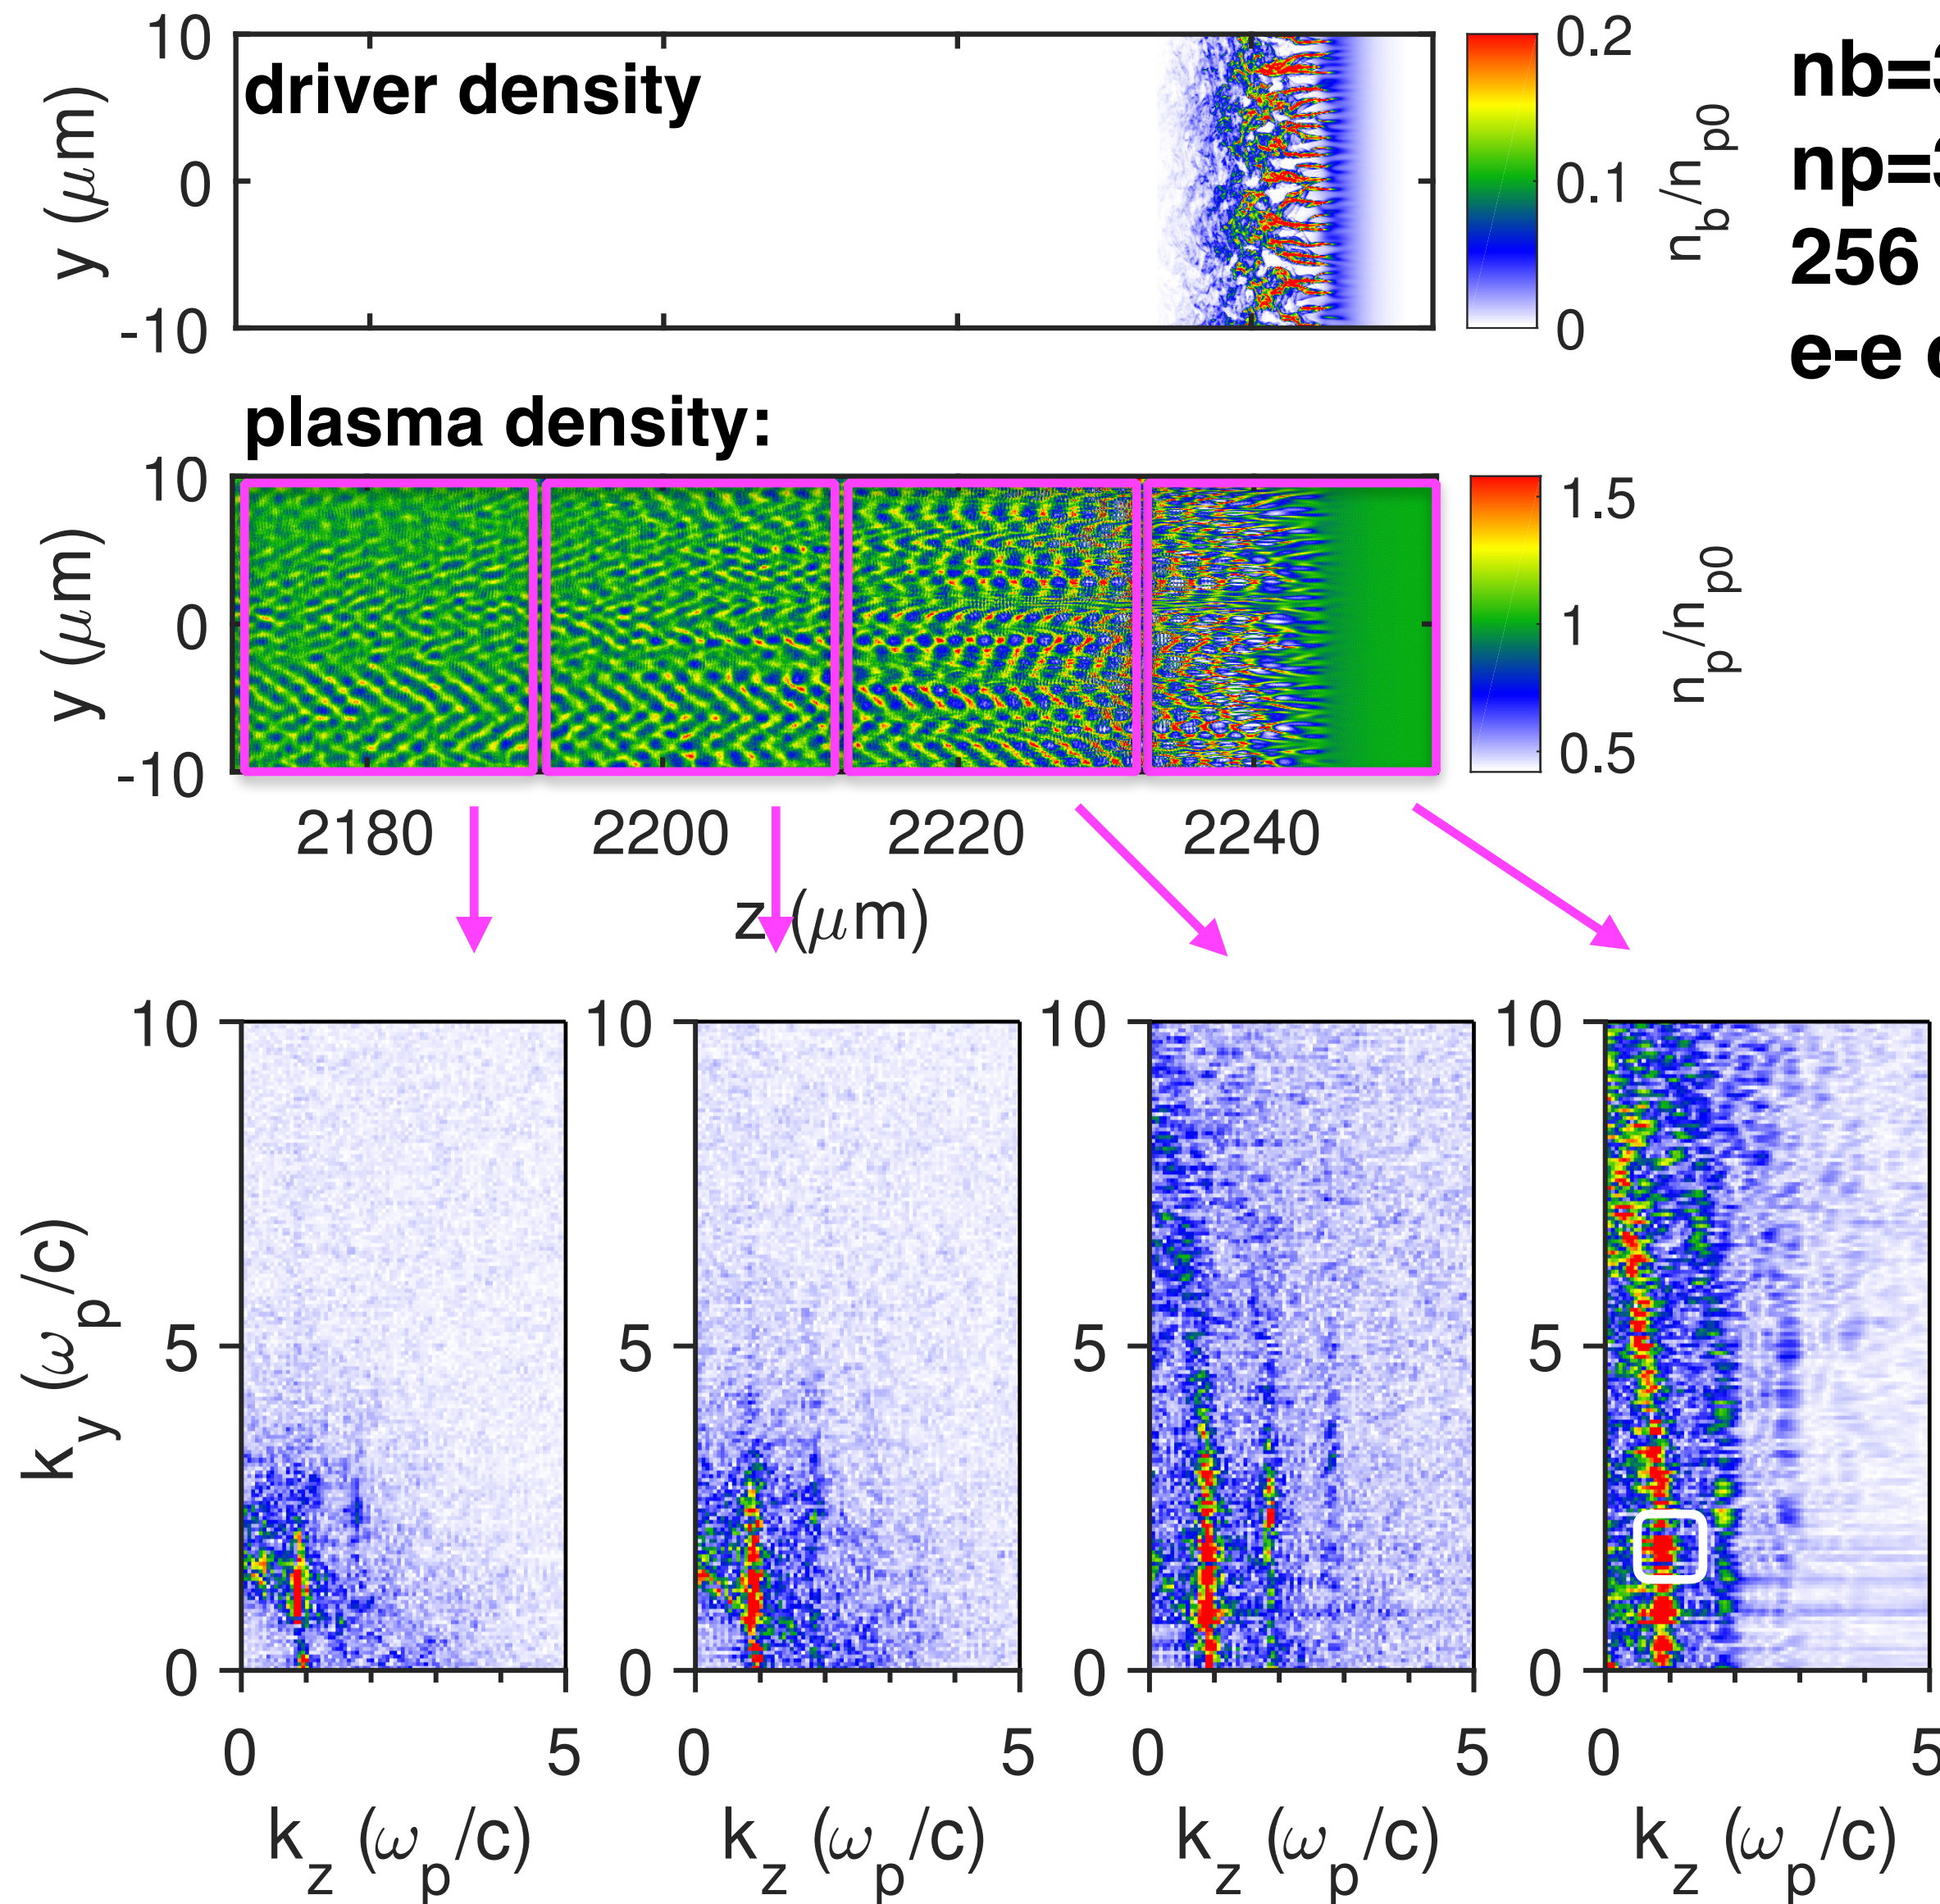 10
0
-10
y (μm)
driver density
0.2
0.1
0
n_b/n_p0
nb=3
np=3
256
e-e
plasma density:
10
0
-10
y (μm)
1.5
1
0.5
n_p/n_p0
2180 2200 2220 2240
z (μm)
10 10 10 10
5 5 5 5
0 0 0 0
k_y (ω_p/c)
0 5 0 5 0 5 0 5
k_z (ω_p/c) k_z (ω_p/c) k_z (ω_p/c) k_z (ω_p/c)